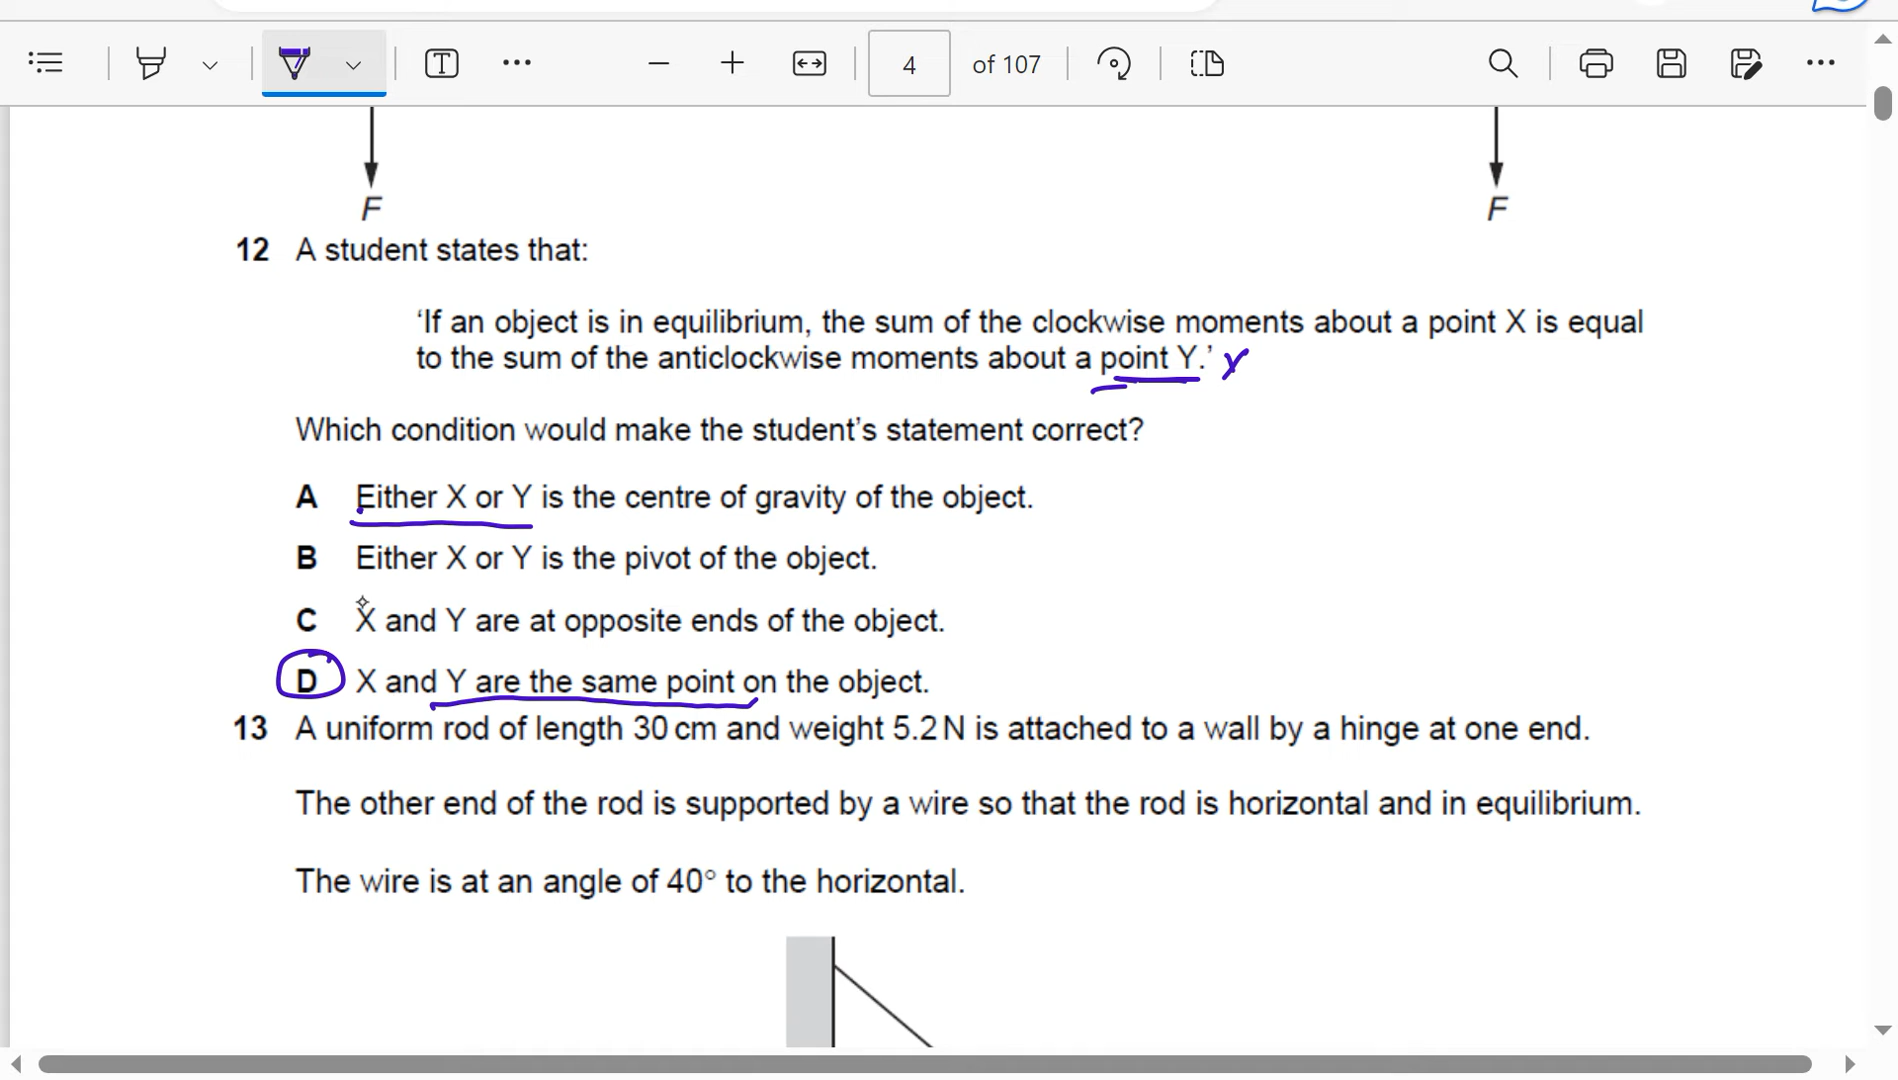 4 of 107
F F
12 A student states that:
‘If an object is in equilibrium, the sum of the clockwise moments about a point X is equal
to the sum of the anticlockwise moments about a point Y.’ X
Which condition would make the student’s statement correct?
A Either X or Y is the centre of gravity of the object.
B Either X or Y is the pivot of the object.
C X and Y are at opposite ends of the object.
D X and Y are the same point on the object.
13 A uniform rod of length 30 cm and weight 5.2 N is attached to a wall by a hinge at one end.
The other end of the rod is supported by a wire so that the rod is horizontal and in equilibrium.
The wire is at an angle of 40° to the horizontal.